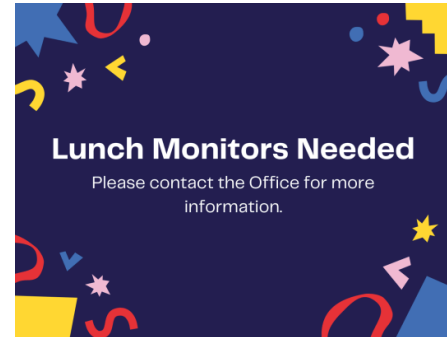 Lunch Monitors Needed
Please contact the Office for more
information.